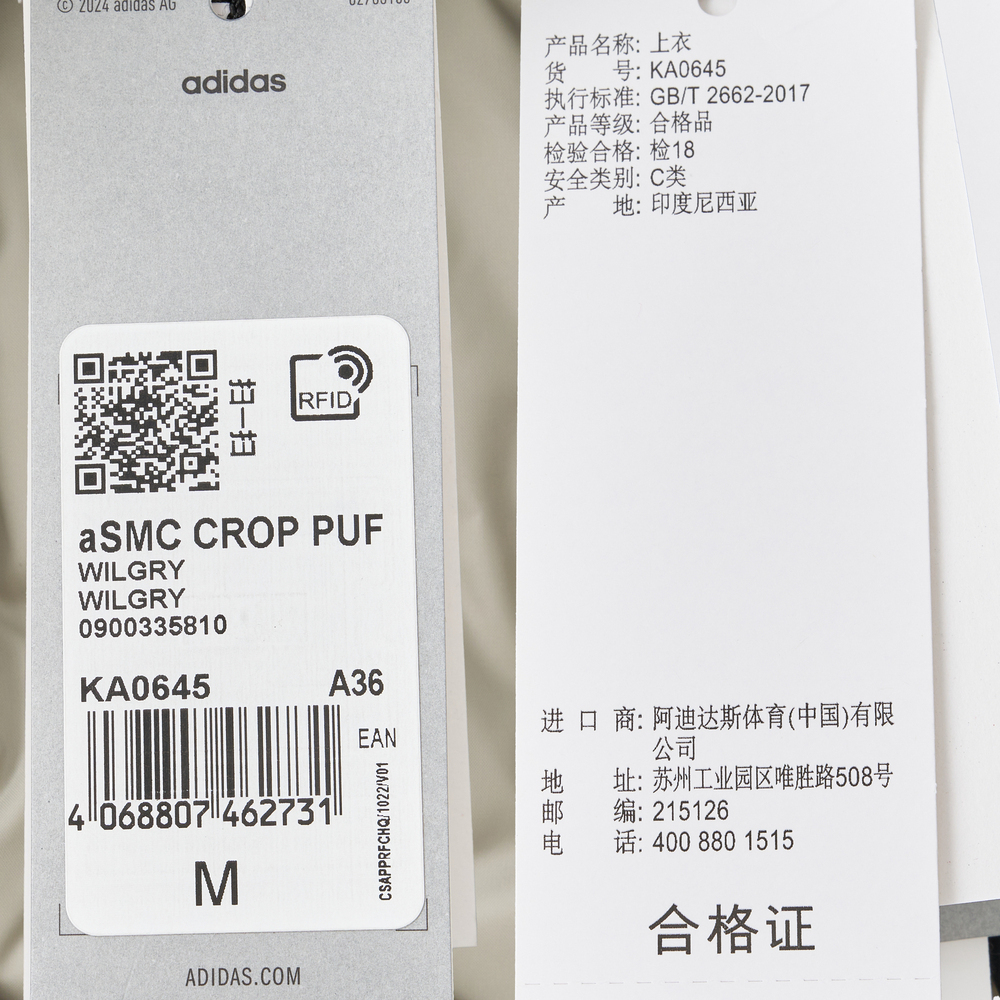 © 2024 adidas AG
adidas
扫一扫
RFID
aSMC CROP PUF
WILGRY
WILGRY
0900335810
KA0645 A36
EAN
4 068807 462731
CSAPPRFCHQ/1022/V01
M
ADIDAS.COM
产品名称: 上衣
货 号: KA0645
执行标准: GB/T 2662-2017
产品等级: 合格品
检验合格: 检18
安全类别: C类
产 地: 印度尼西亚
进 口 商: 阿迪达斯体育(中国)有限
公司
地 址: 苏州工业园区唯胜路508号
邮 编: 215126
电 话: 400 880 1515
合格证